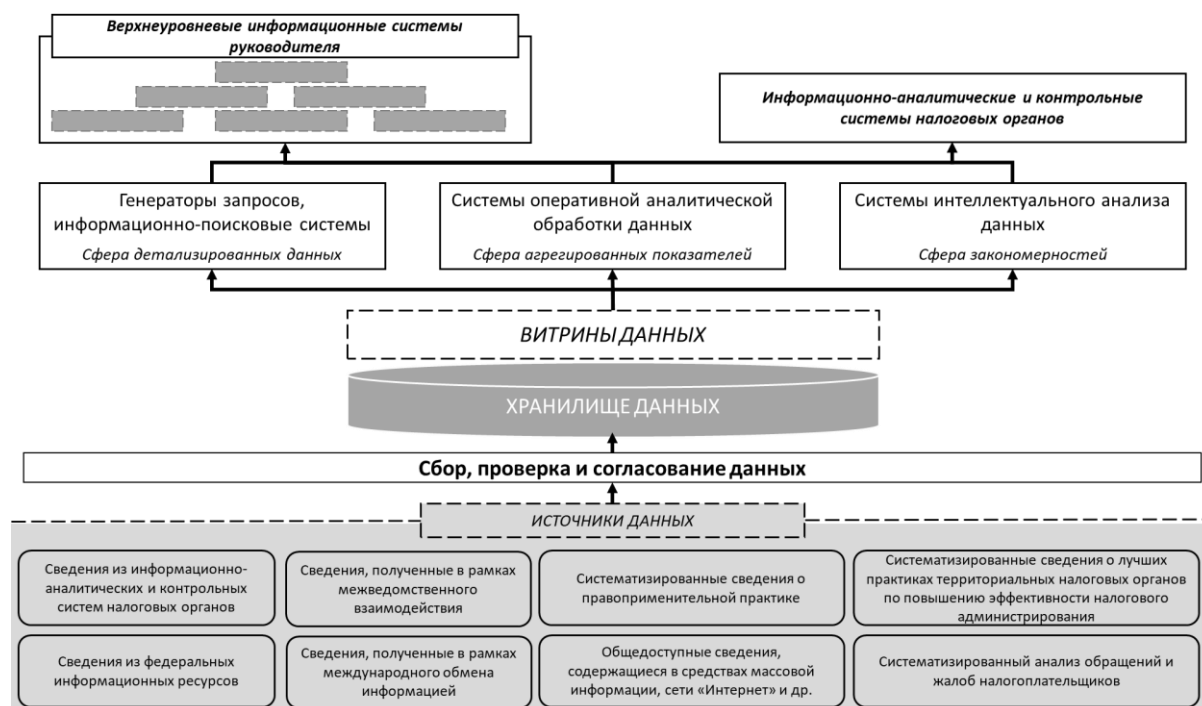 Верхнеуровневые информационные системы
руководителя
Информационно-аналитические и контрольные
системы налоговых органов
Генераторы запросов,
информационно-поисковые системы
Сфера детализированных данных
Системы оперативной аналитической
обработки данных
Сфера агрегированных показателей
Системы интеллектуального анализа
данных
Сфера закономерностей
ВИТРИНЫ ДАННЫХ
ХРАНИЛИЩЕ ДАННЫХ
Сбор, проверка и согласование данных
ИСТОЧНИКИ ДАННЫХ
Сведения из информационно-
аналитических и контрольных
систем налоговых органов
Сведения, полученные в рамках
межведомственного
взаимодействия
Систематизированные сведения о
правоприменительной практике
Систематизированные сведения о лучших
практиках территориальных налоговых органов
по повышению эффективности налогового
администрирования
Сведения из федеральных
информационных ресурсов
Сведения, полученные в рамках
международного обмена
информацией
Общедоступные сведения,
содержащиеся в средствах массовой
информации, сети «Интернет» и др.
Систематизированный анализ обращений и
жалоб налогоплательщиков